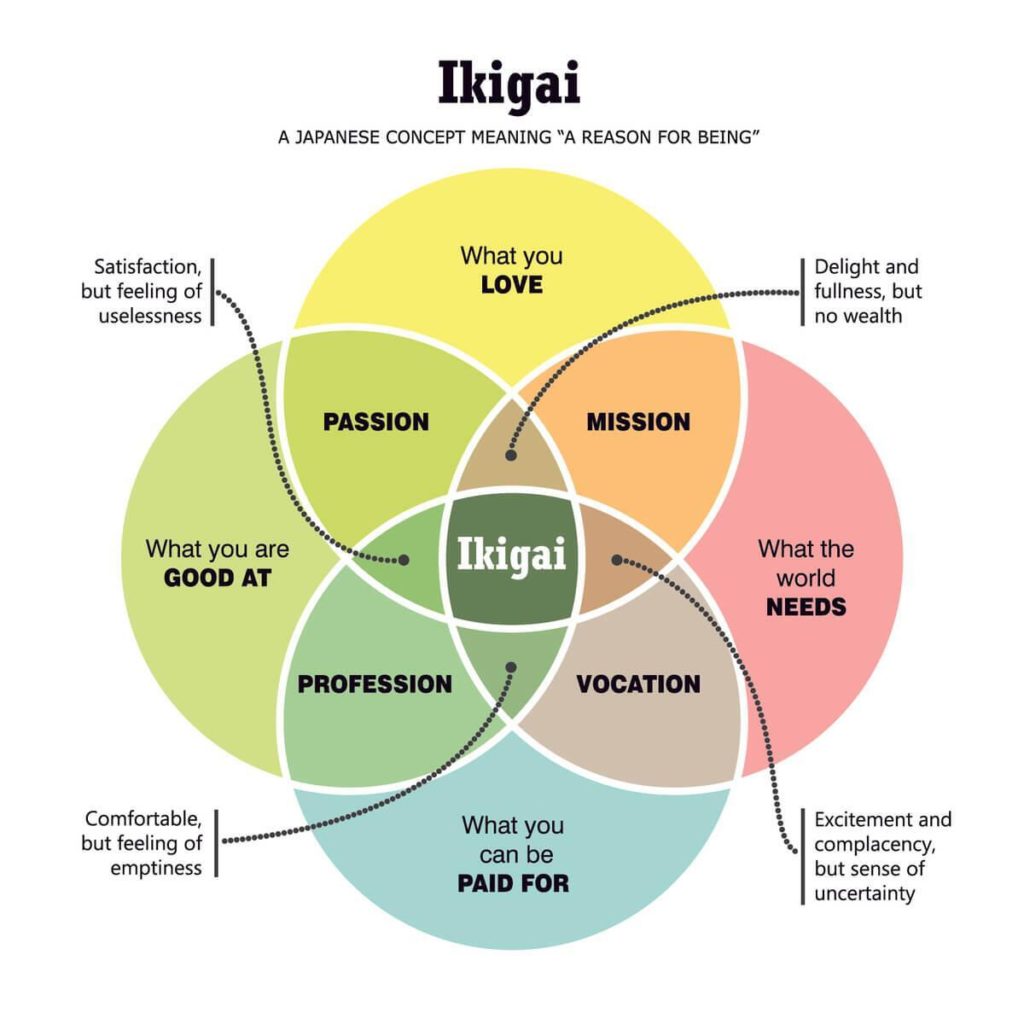 Ikigai
A JAPANESE CONCEPT MEANING “A REASON FOR BEING”
What you
LOVE
Satisfaction,
but feeling of
uselessness
Delight and
fullness, but
no wealth
PASSION
MISSION
What you are
GOOD AT
Ikigai
What the
world
NEEDS
PROFESSION
VOCATION
Comfortable,
but feeling of
emptiness
What you
can be
PAID FOR
Excitement and
complacency,
but sense of
uncertainty